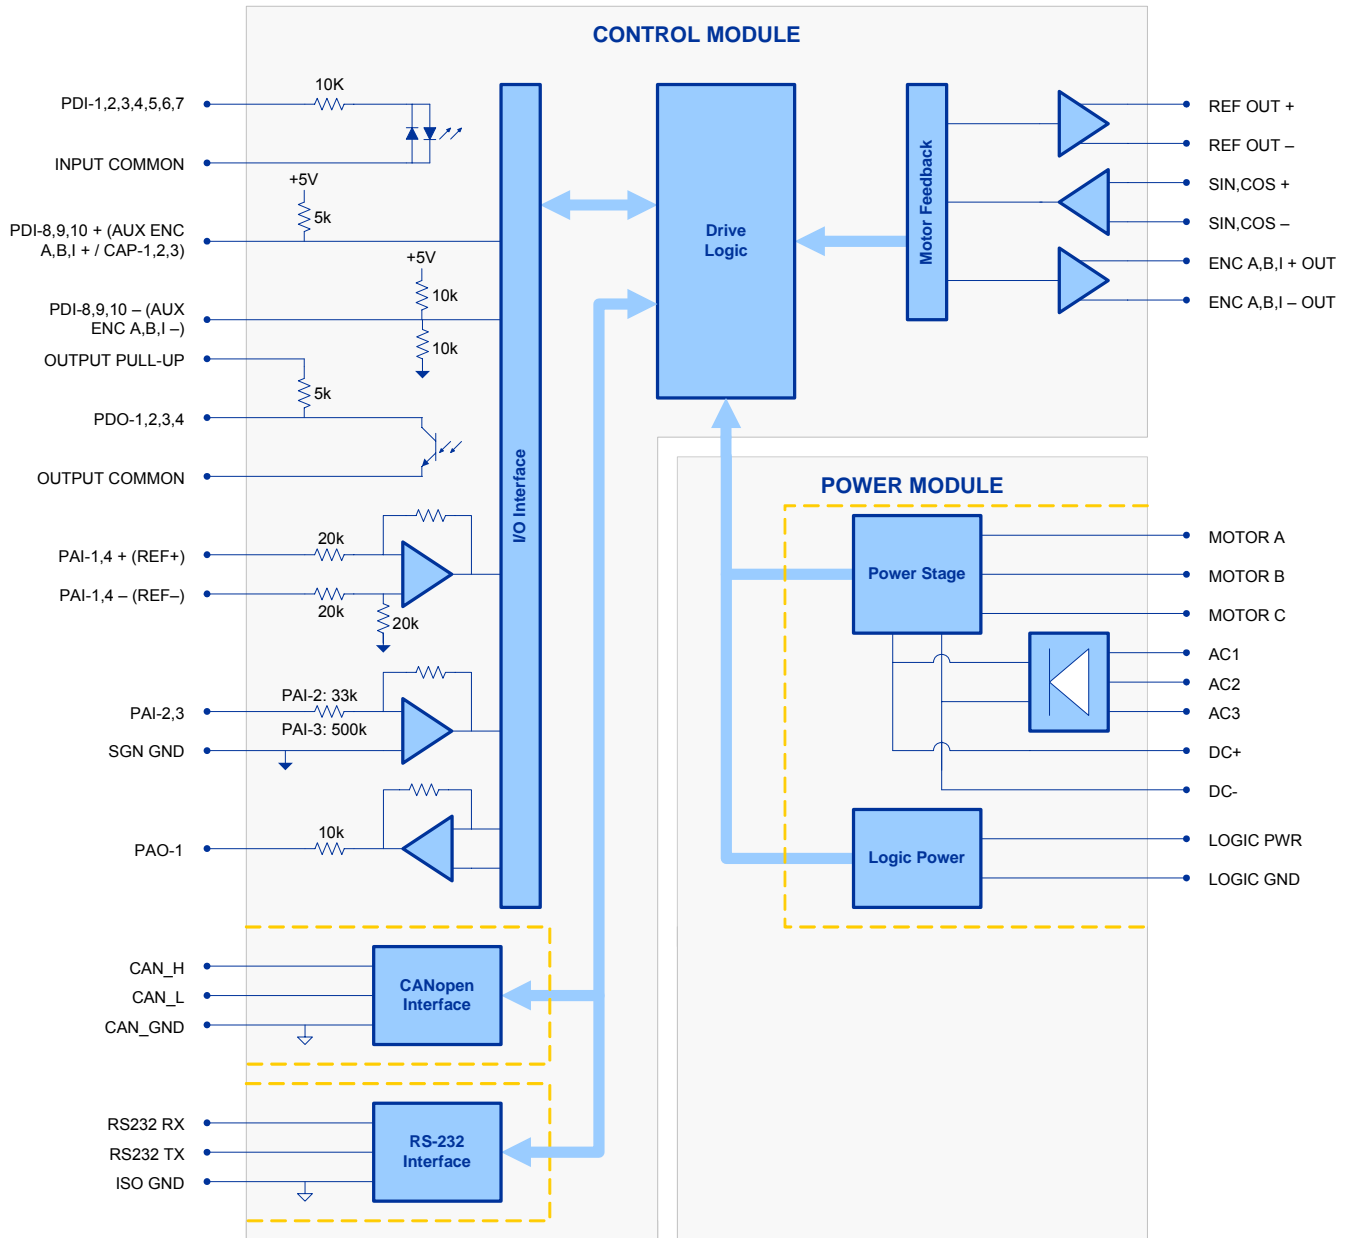 CONTROL MODULE
PDI-1,2,3,4,5,6,7
10K
INPUT COMMON
+5V
5k
PDI-8,9,10 + (AUX ENC
A,B,I + / CAP-1,2,3)
+5V
10k
PDI-8,9,10 – (AUX
ENC A,B,I –)
10k
OUTPUT PULL-UP
5k
PDO-1,2,3,4
OUTPUT COMMON
20k
PAI-1,4 + (REF+)
PAI-1,4 – (REF–)
20k
20k
PAI-2: 33k
PAI-2,3
PAI-3: 500k
SGN GND
10k
PAO-1
I/O Interface
Drive
Logic
Motor Feedback
REF OUT +
REF OUT –
SIN,COS +
SIN,COS –
ENC A,B,I + OUT
ENC A,B,I – OUT
POWER MODULE
Power Stage
MOTOR A
MOTOR B
MOTOR C
AC1
AC2
AC3
DC+
DC-
Logic Power
LOGIC PWR
LOGIC GND
CAN_H
CAN_L
CAN_GND
CANopen
Interface
RS232 RX
RS232 TX
ISO GND
RS-232
Interface